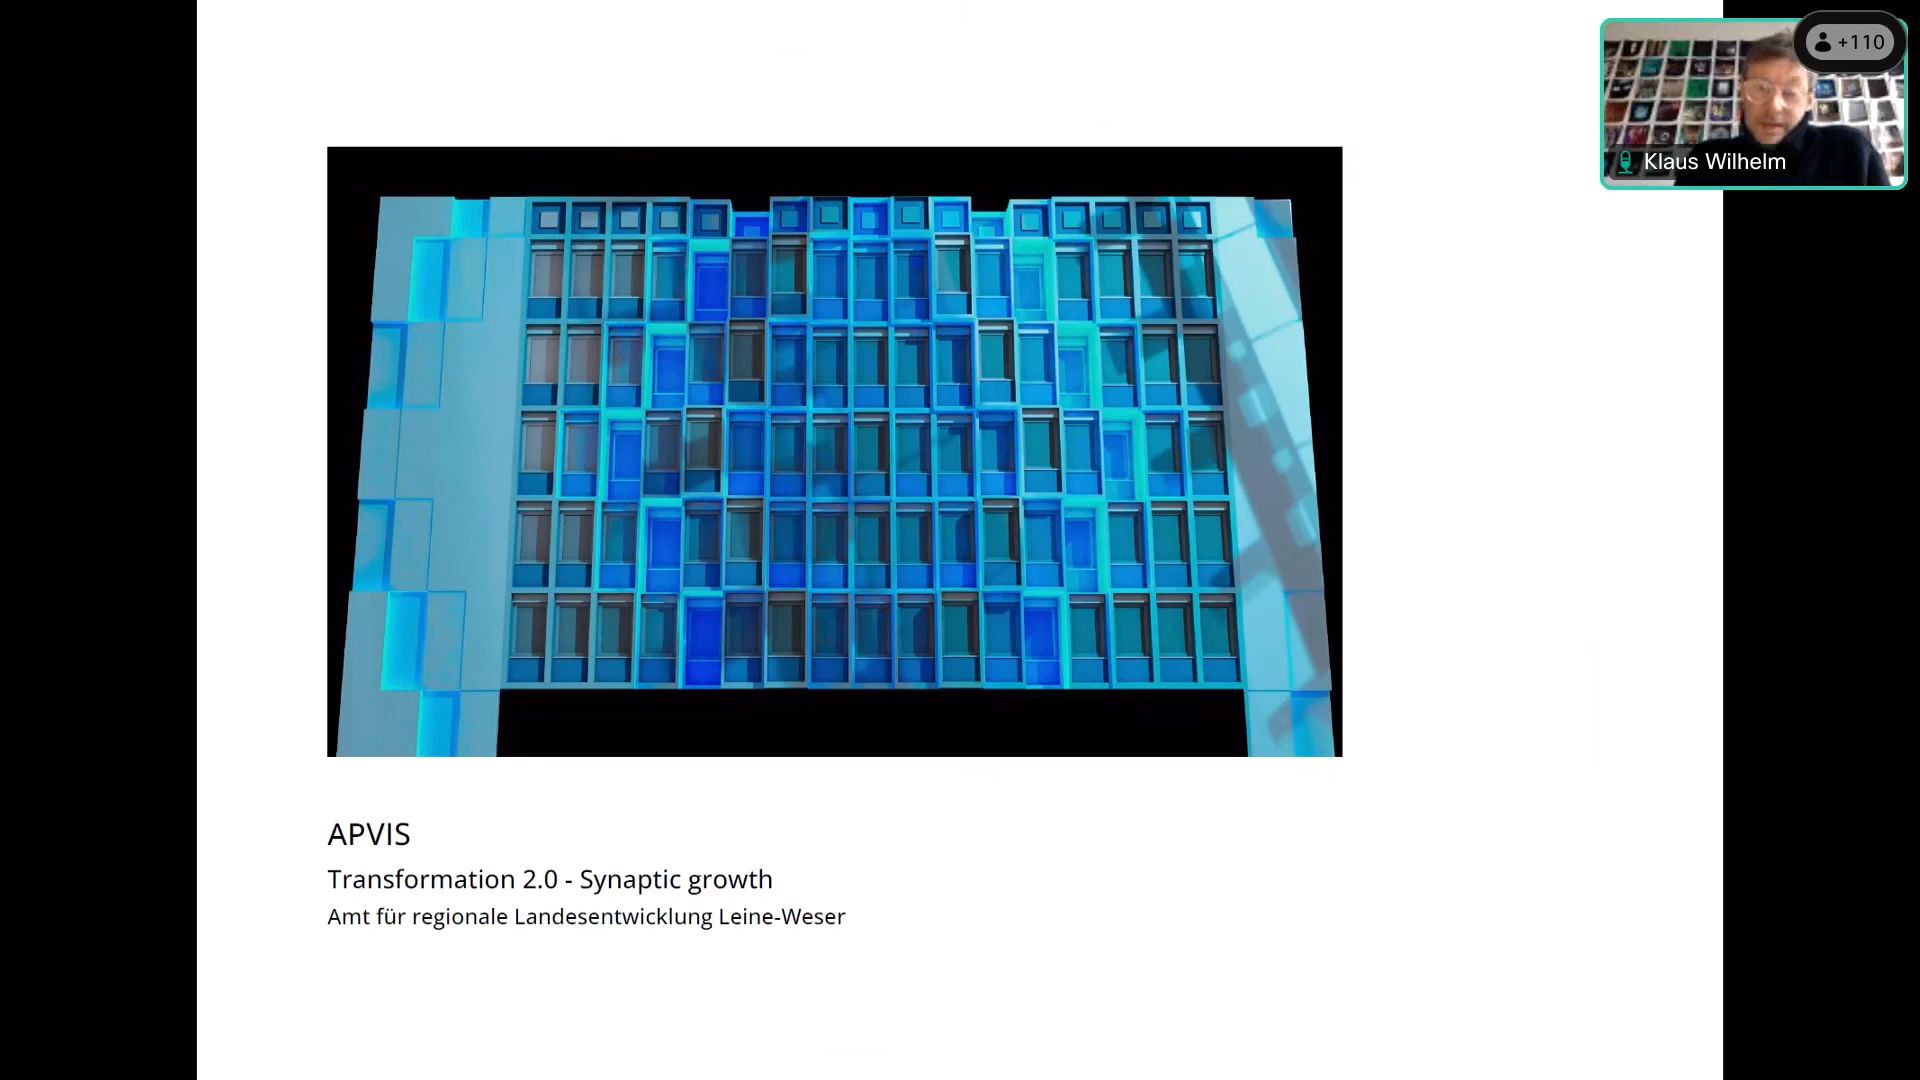 +110
Klaus Wilhelm
APVIS
Transformation 2.0 - Synaptic growth
Amt für regionale Landesentwicklung Leine-Weser